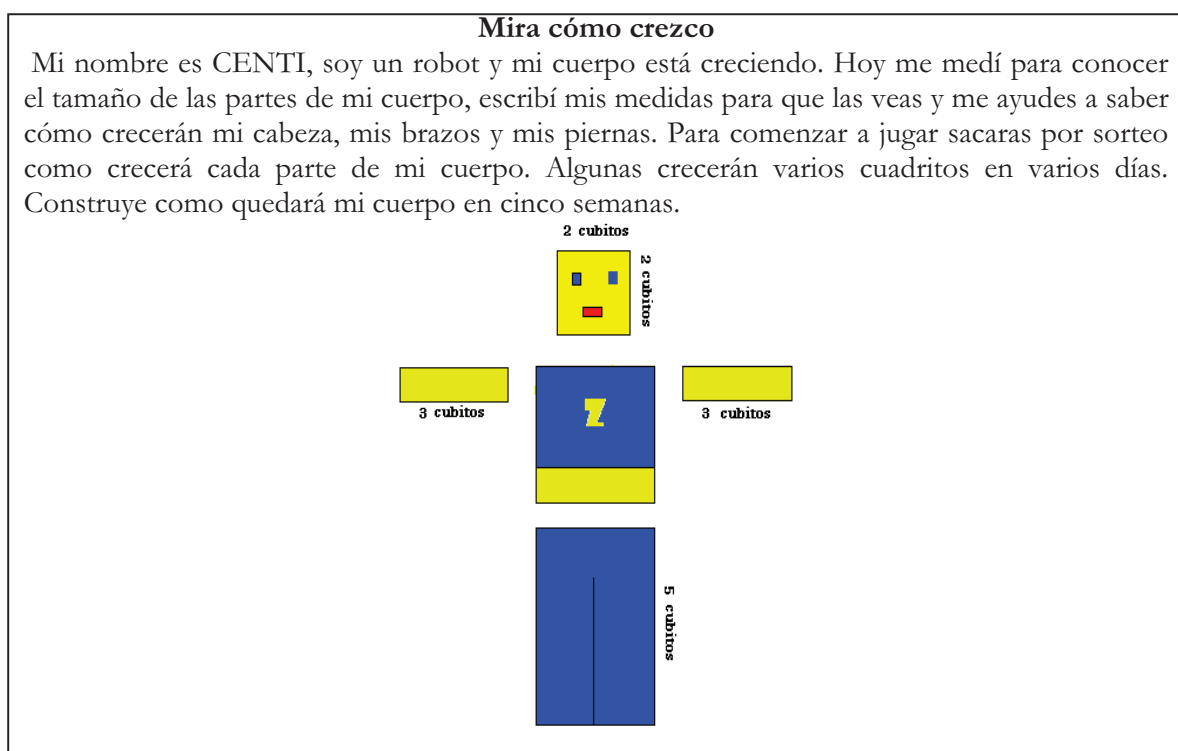 Mira cómo crezco
Mi nombre es CENTI, soy un robot y mi cuerpo está creciendo. Hoy me medí para conocer
el tamaño de las partes de mi cuerpo, escribí mis medidas para que las veas y me ayudes a saber
cómo crecerán mi cabeza, mis brazos y mis piernas. Para comenzar a jugar sacaras por sorteo
como crecerá cada parte de mi cuerpo. Algunas crecerán varios cuadritos en varios días.
Construye como quedará mi cuerpo en cinco semanas.
2 cubitos
2 cubitos
Z
3 cubitos
3 cubitos
5 cubitos